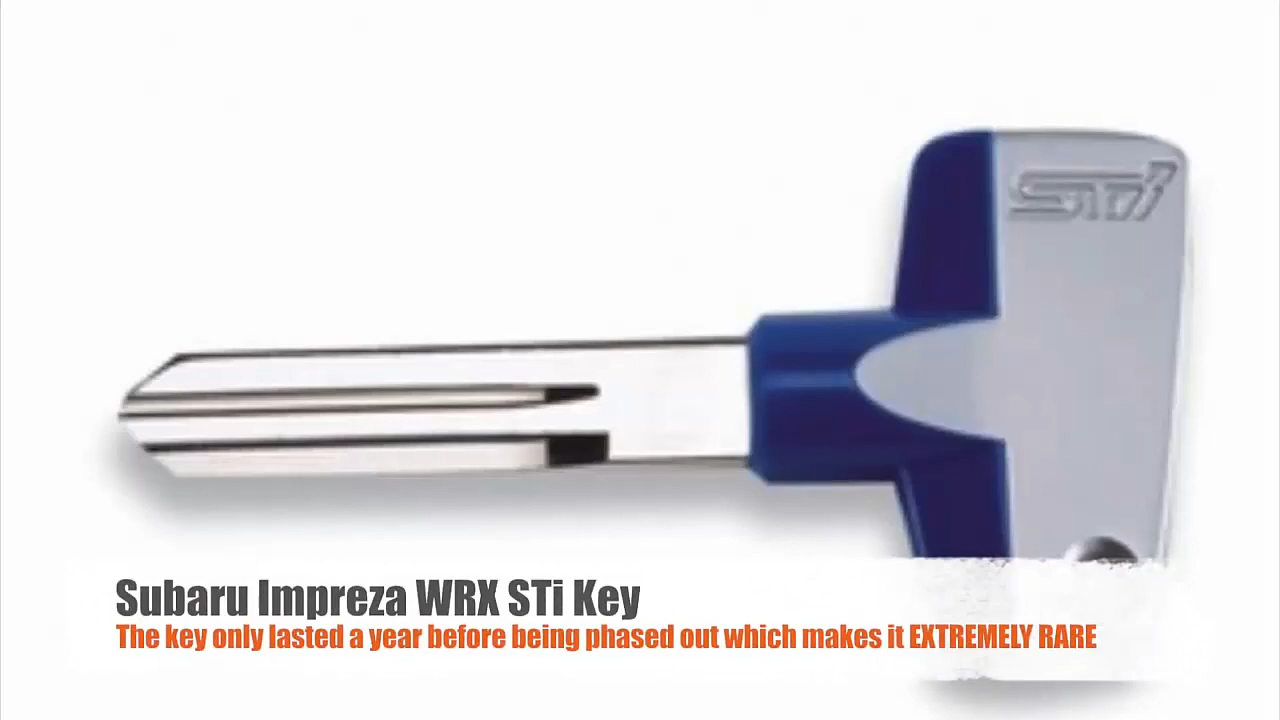 STi
Subaru Impreza WRX STi Key
The key only lasted a year before being phased out which makes it EXTREMELY RARE